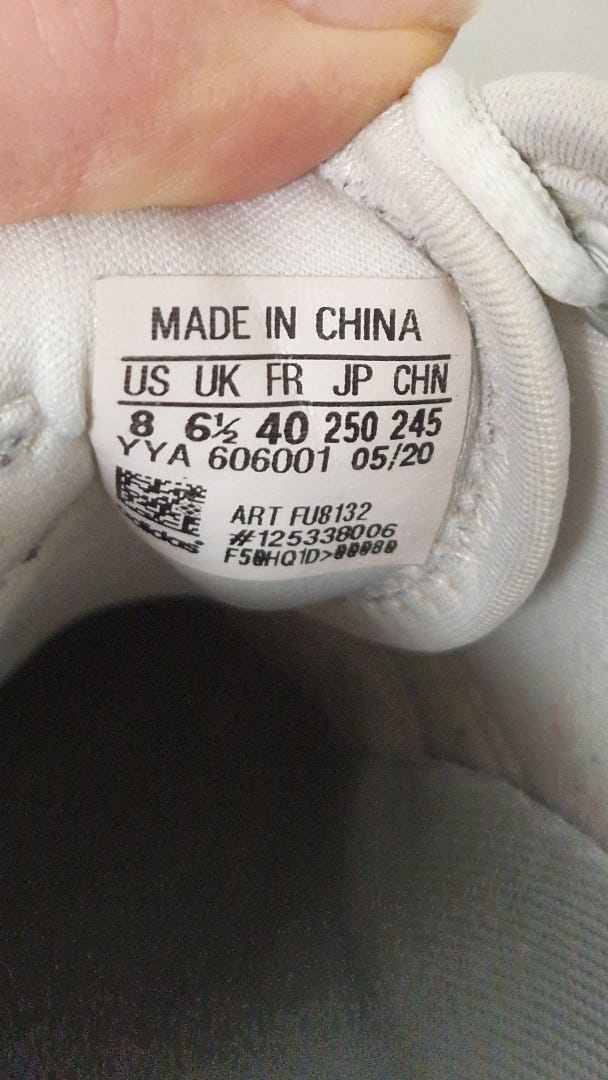 MADE IN CHINA
US UK FR JP CHN
8 6½ 40 250 245
YYA 606001 05/20
adidas
ART FU8132
#125338006